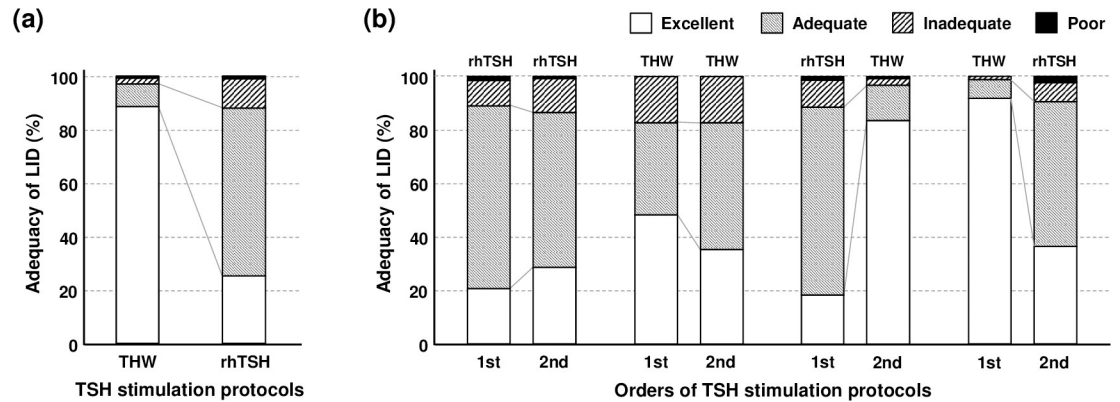 (a)
(b)
Excellent Adequate Inadequate Poor
rhTSH rhTSH THW THW rhTSH THW THW rhTSH
Adequacy of LID (%)
100
80
60
40
20
0
THW rhTSH
TSH stimulation protocols
Adequacy of LID (%)
100
80
60
40
20
0
1st 2nd 1st 2nd 1st 2nd 1st 2nd
Orders of TSH stimulation protocols